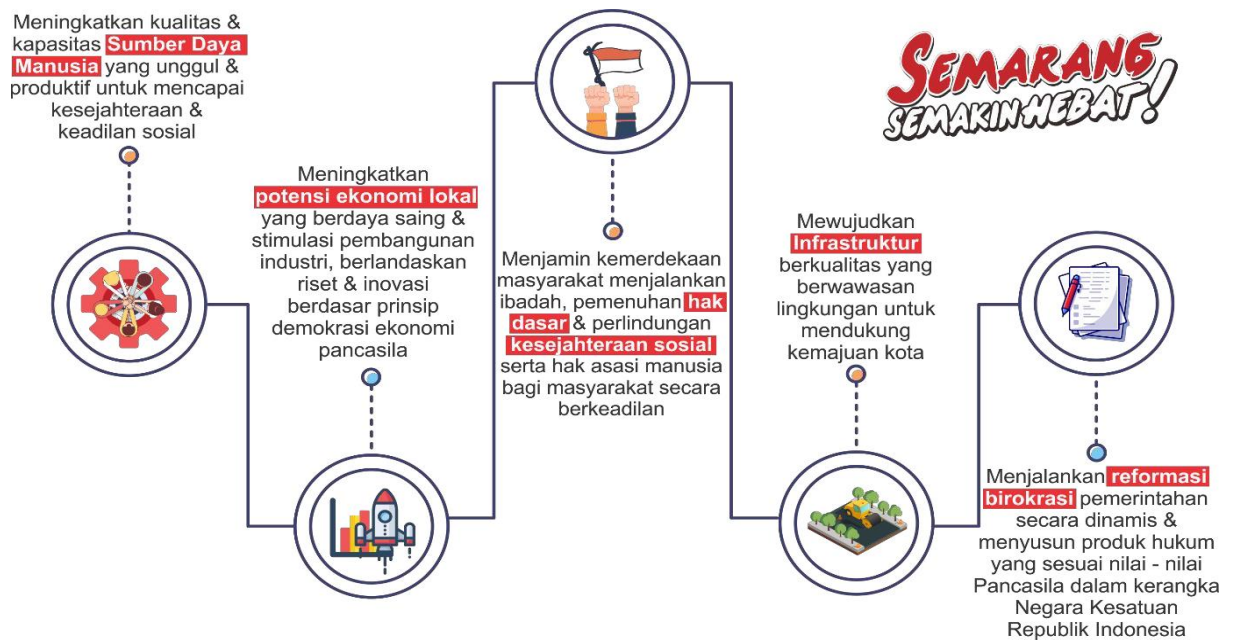 Meningkatkan kualitas &
kapasitas Sumber Daya
Manusia yang unggul &
produktif untuk mencapai
kesejahteraan &
keadilan sosial
Meningkatkan
potensi ekonomi lokal
yang berdaya saing &
stimulasi pembangunan
industri, berlandaskan
riset & inovasi
berdasar prinsip
demokrasi ekonomi
pancasila
Menjamin kemerdekaan
masyarakat menjalankan
ibadah, pemenuhan hak
dasar & perlindungan
kesejahteraan sosial
serta hak asasi manusia
bagi masyarakat secara
berkeadilan
Mewujudkan
Infrastruktur
berkualitas yang
berwawasan
lingkungan untuk
mendukung
kemajuan kota
Menjalankan reformasi
birokrasi pemerintahan
secara dinamis &
menyusun produk hukum
yang sesuai nilai - nilai
Pancasila dalam kerangka
Negara Kesatuan
Republik Indonesia
SEMARANG
SEMAKIN HEBAT!